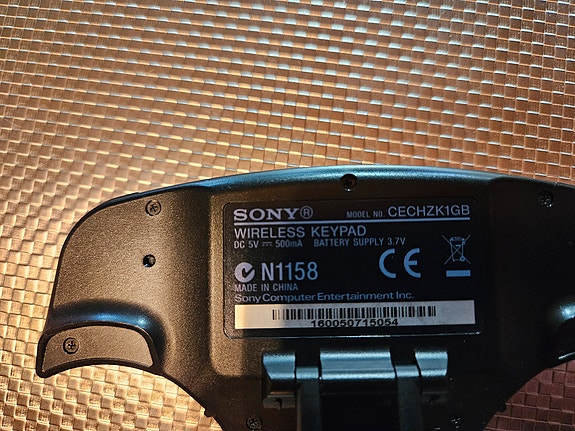 SONY® MODEL NO. CECHZK1GB
WIRELESS KEYPAD
DC 5V ⎓ 500mA BATTERY SUPPLY 3.7V
N1158 CE
MADE IN CHINA
Sony Computer Entertainment Inc.
160050715054